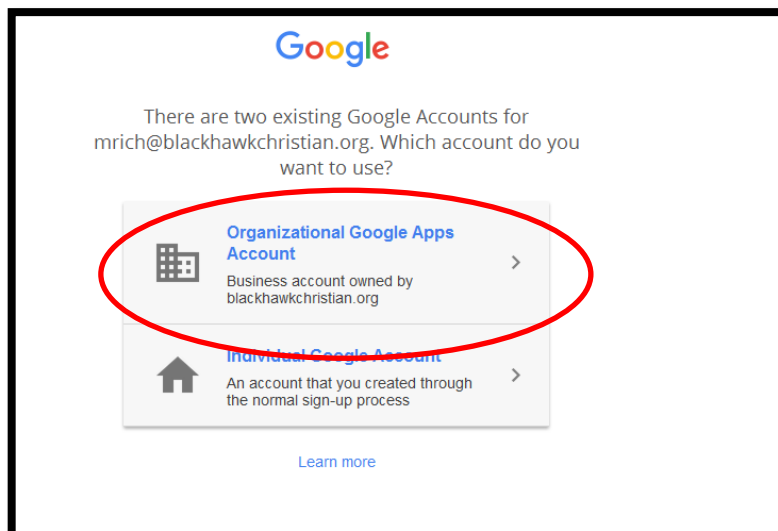 Google
There are two existing Google Accounts for
mrich@blackhawkchristian.org. Which account do you
want to use?
Organizational Google Apps
Account
Business account owned by
blackhawkchristian.org
Individual Google Account
An account that you created through
the normal sign-up process
Learn more